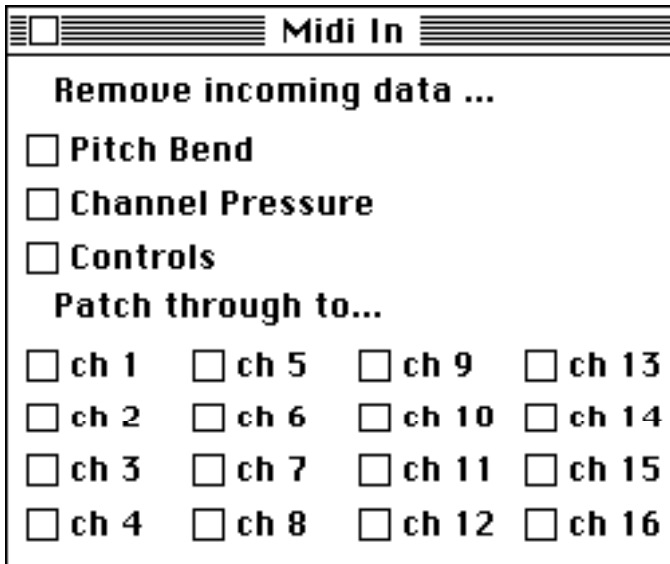 Midi In
Remove incoming data ...
Pitch Bend
Channel Pressure
Controls
Patch through to...
ch 1 ch 5 ch 9 ch 13
ch 2 ch 6 ch 10 ch 14
ch 3 ch 7 ch 11 ch 15
ch 4 ch 8 ch 12 ch 16